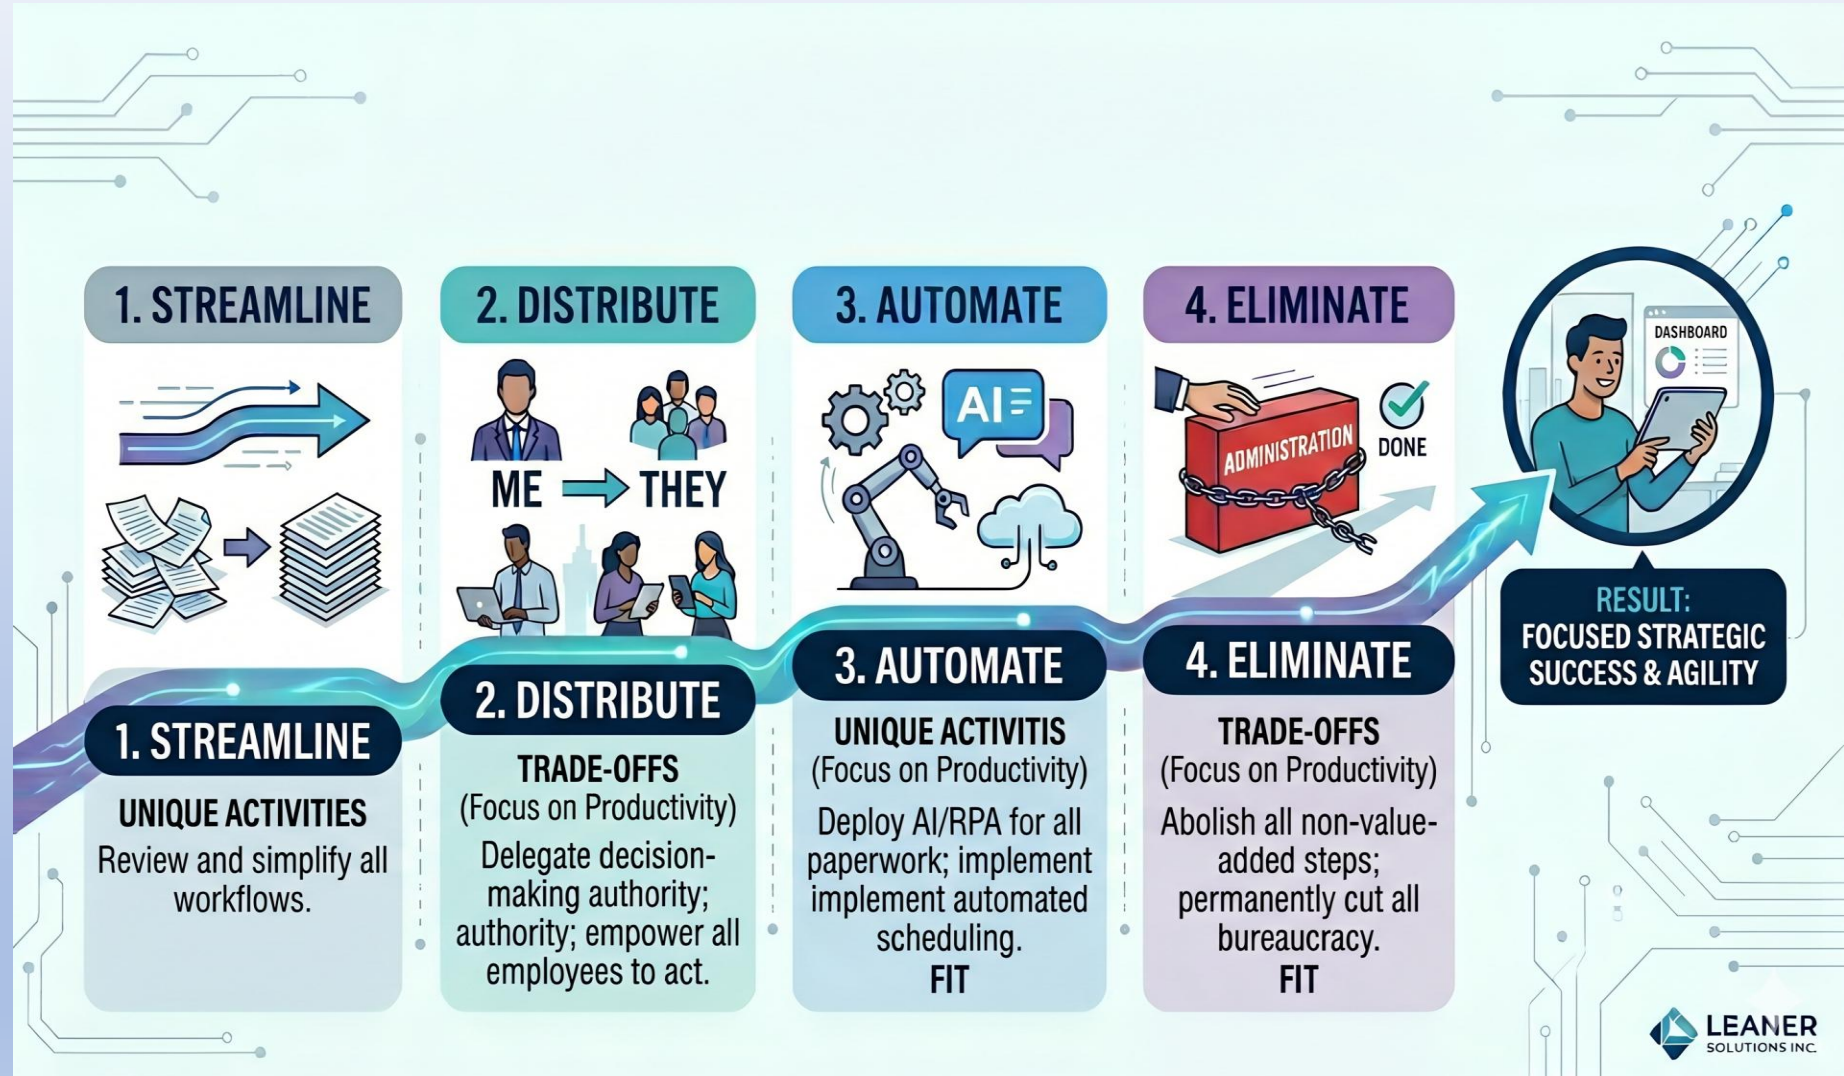 1. STREAMLINE
ME
THEY
1. STREAMLINE
UNIQUE ACTIVITIES
Review and simplify all
workflows.
2. DISTRIBUTE
2. DISTRIBUTE
TRADE-OFFS
(Focus on Productivity)
Delegate decision-
making authority;
authority; empower all
employees to act.
3. AUTOMATE
AI
3. AUTOMATE
UNIQUE ACTIVITIS
(Focus on Productivity)
Deploy AI/RPA for all
paperwork; implement
implement automated
scheduling.
FIT
4. ELIMINATE
ADMINISTRATION
DONE
4. ELIMINATE
TRADE-OFFS
(Focus on Productivity)
Abolish all non-value-
added steps;
permanently cut all
bureaucracy.
FIT
DASHBOARD
RESULT:
FOCUSED STRATEGIC
SUCCESS & AGILITY
LEANER
SOLUTIONS INC.